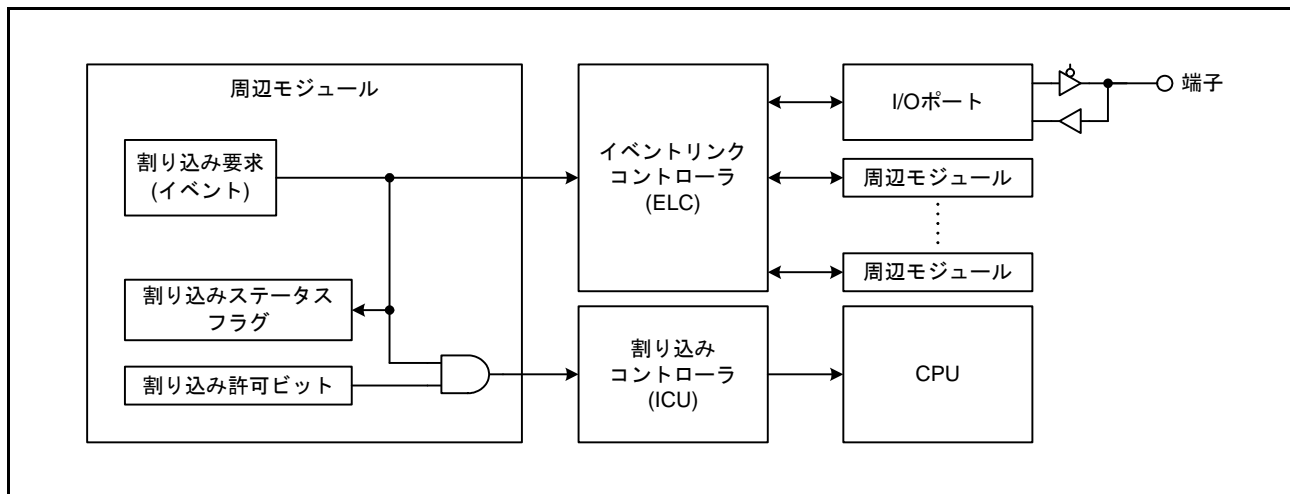 周辺モジュール
割り込み要求
(イベント)
割り込みステータス
フラグ
割り込み許可ビット
イベントリンク
コントローラ
(ELC)
割り込み
コントローラ
(ICU)
I/Oポート
端子
周辺モジュール
周辺モジュール
CPU